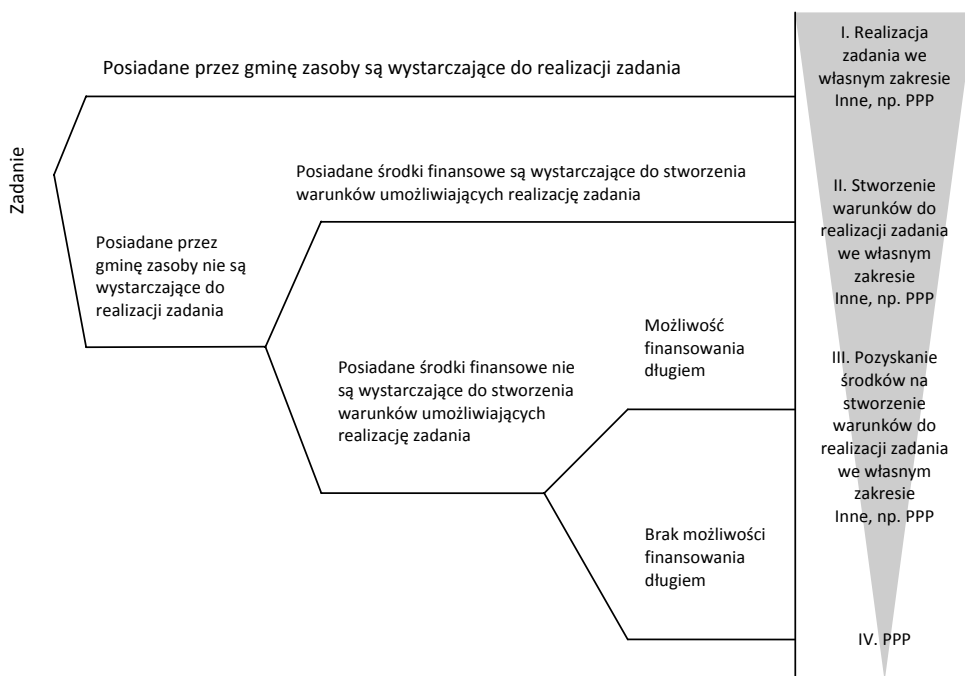 Zadanie
Posiadane przez gminę zasoby są wystarczające do realizacji zadania
Posiadane przez
gminę zasoby nie są
wystarczające do
realizacji zadania
Posiadane środki finansowe są wystarczające do stworzenia
warunków umożliwiających realizację zadania
Posiadane środki finansowe nie
są wystarczające do stworzenia
warunków umożliwiających
realizację zadania
Możliwość
finansowania
długiem
Brak możliwości
finansowania
długiem
I. Realizacja
zadania we
własnym zakresie
Inne, np. PPP
II. Stworzenie
warunków do
realizacji zadania
we własnym
zakresie
Inne, np. PPP
III. Pozyskanie
środków na
stworzenie
warunków do
realizacji zadania
we własnym
zakresie
Inne, np. PPP
IV. PPP